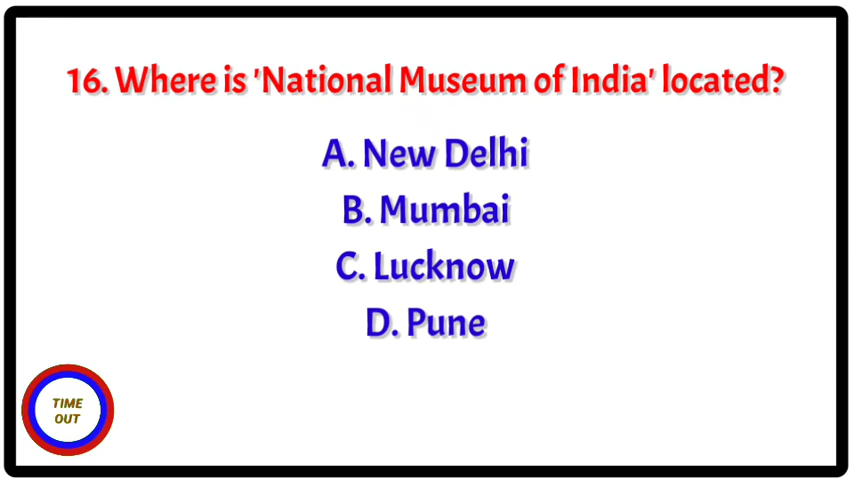 16. Where is 'National Museum of India' located?
A. New Delhi
B. Mumbai
C. Lucknow
D. Pune
TIME
OUT